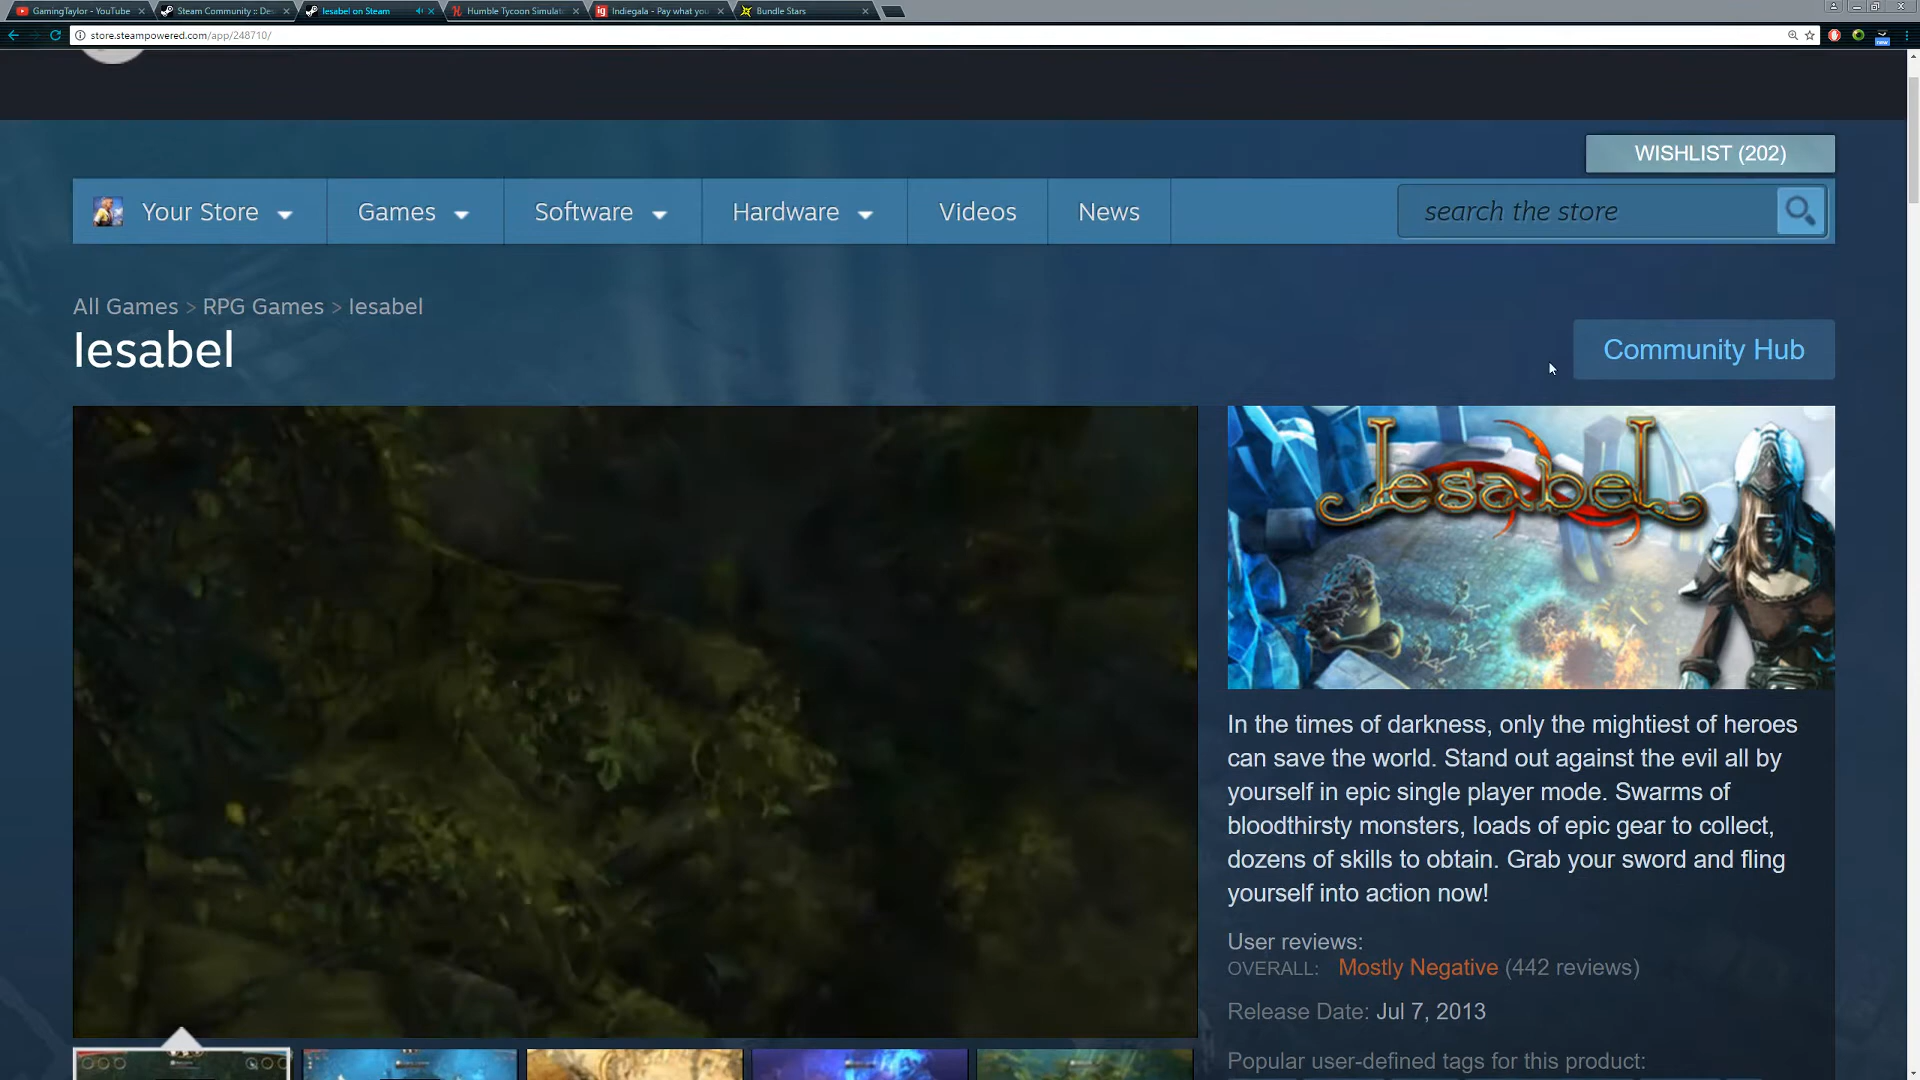 GamingTaylor - YouTube
Steam Community :: Des
Iesabel on Steam
Humble Tycoon Simulat
Indiegala - Pay what you
Bundle Stars
store.steampowered.com/app/248710/
WISHLIST (202)
Your Store
Games
Software
Hardware
Videos
News
search the store
All Games > RPG Games > Iesabel
Iesabel
Community Hub
Iesabel
In the times of darkness, only the mightiest of heroes
can save the world. Stand out against the evil all by
yourself in epic single player mode. Swarms of
bloodthirsty monsters, loads of epic gear to collect,
dozens of skills to obtain. Grab your sword and fling
yourself into action now!
User reviews:
OVERALL: Mostly Negative (442 reviews)
Release Date: Jul 7, 2013
Popular user-defined tags for this product: